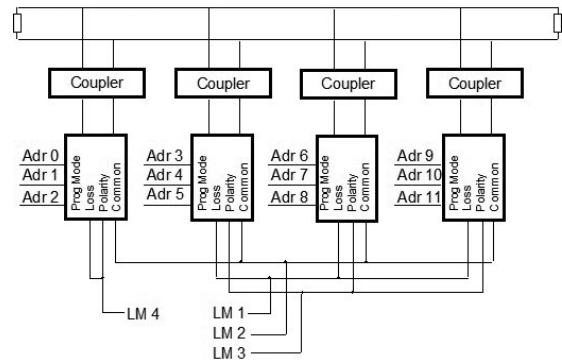 Coupler Coupler Coupler Coupler
Adr 0 Adr 3 Adr 6 Adr 9
Adr 1 Adr 4 Adr 7 Adr 10
Adr 2 Adr 5 Adr 8 Adr 11
Prog Mode
Loss
Polarity
Common
Prog Mode
Loss
Polarity
Common
Prog Mode
Loss
Polarity
Common
Prog Mode
Loss
Polarity
Common
LM 4 LM 1
LM 2
LM 3